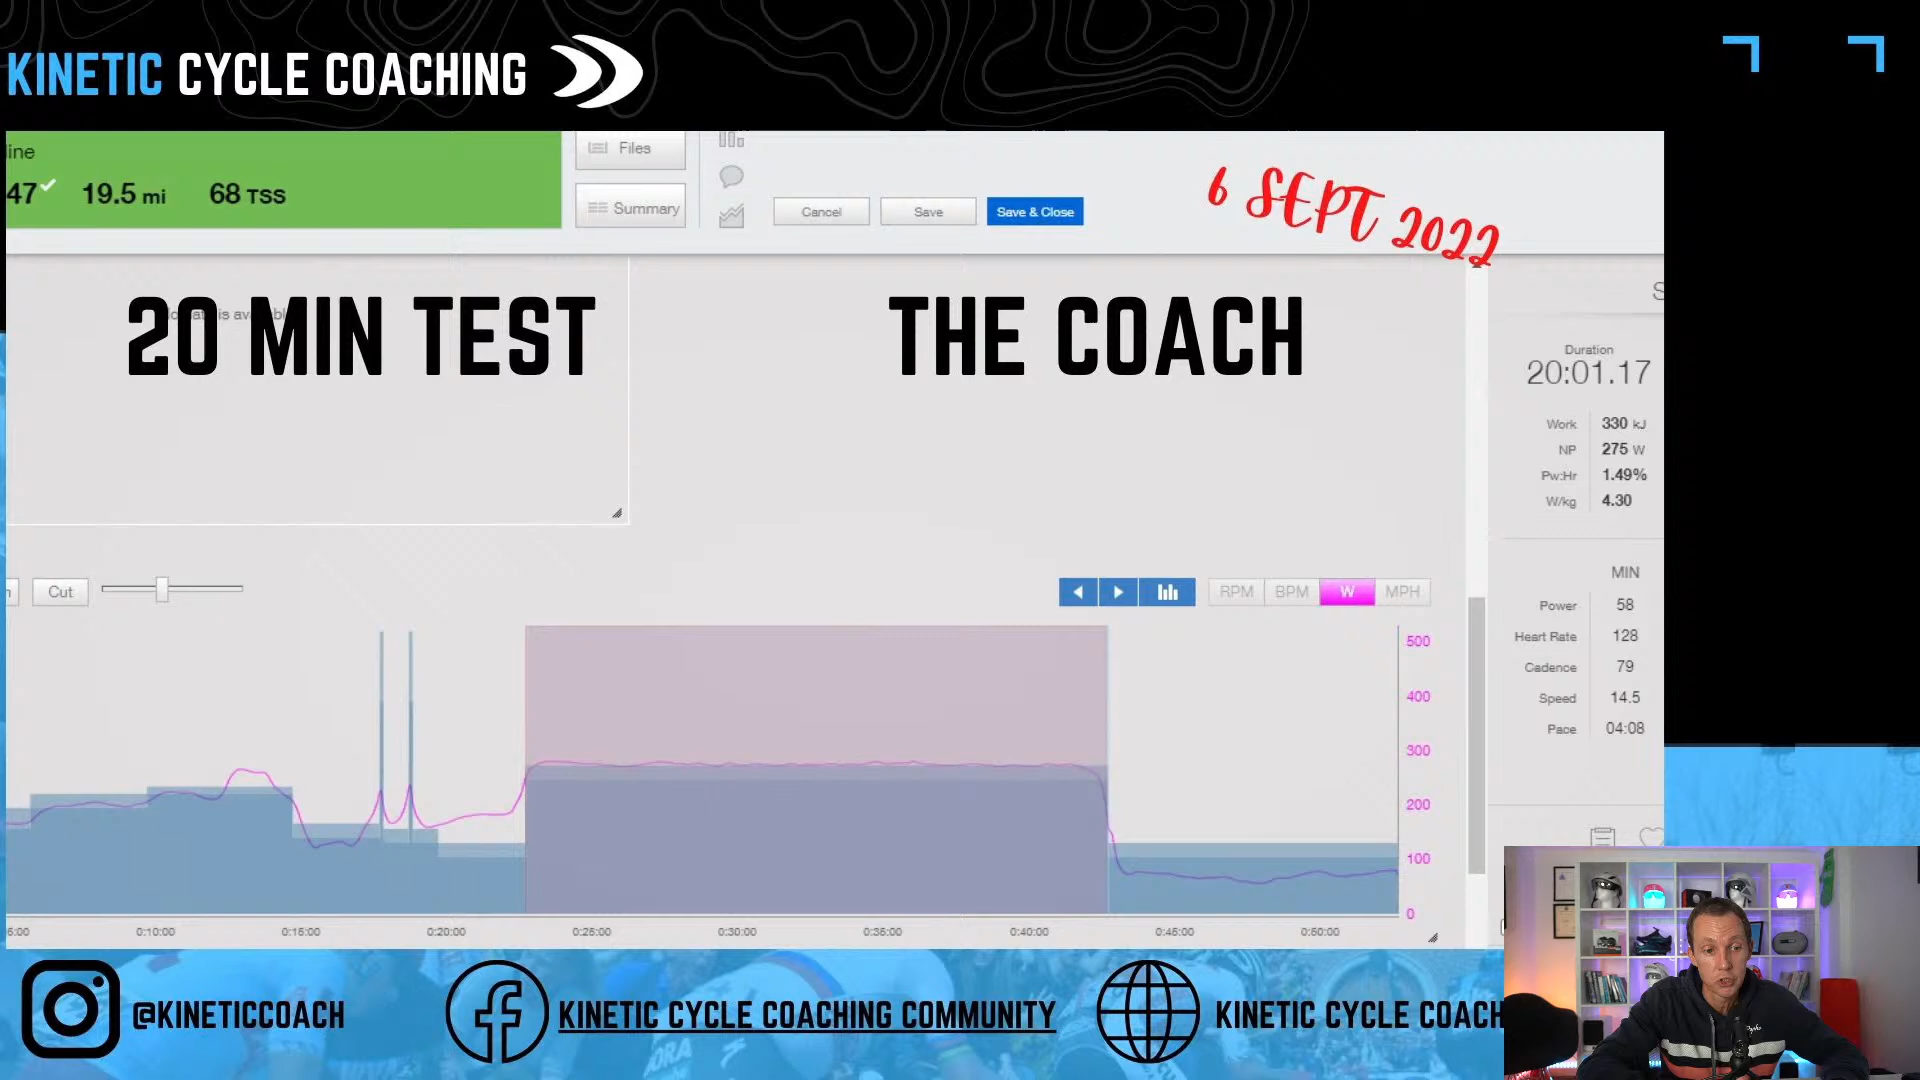 KINETIC CYCLE COACHING
line
Files
47 19.5 mi 68 TSS
Summary
Cancel Save Save & Close
6 SEPT 2022
20 MIN TEST THE COACH
Duration
20:01.17
Work 330 kJ
NP 275 W
Pw:Hr 1.49%
W/kg 4.30
Cut
RPM BPM W MPH
MIN
Power 58
Heart Rate 128
Cadence 79
Speed 14.5
Pace 04:08
500
400
300
200
100
0
5:00 0:10:00 0:15:00 0:20:00 0:25:00 0:30:00 0:35:00 0:40:00 0:45:00 0:50:00
@KINETICCOACH
KINETIC CYCLE COACHING COMMUNITY
KINETIC CYCLE COACH